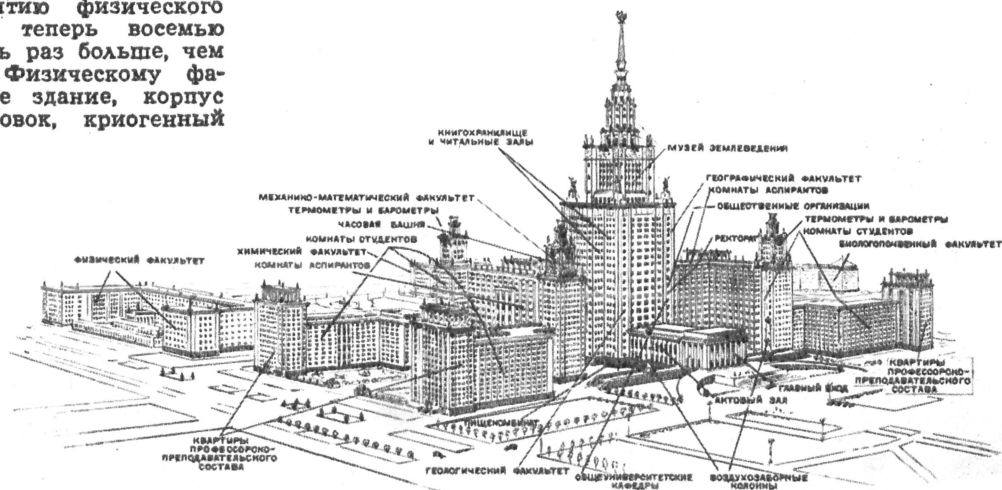 тию физического
теперь восемью
ь раз больше, чем
Физическому фа-
е здание, корпус
овок, криогенный
КНИГОХРАНИЛИЩЕ
И ЧИТАЛЬНЫЕ ЗАЛЫ
МУЗЕЙ ЗЕМЛЕВЕДЕНИЯ
ГЕОГРАФИЧЕСКИЙ ФАКУЛЬТЕТ
КОМНАТЫ АСПИРАНТОВ
МЕХАНИКО-МАТЕМАТИЧЕСКИЙ ФАКУЛЬТЕТ
ОБЩЕСТВЕННЫЕ ОРГАНИЗАЦИИ
ТЕРМОМЕТРЫ И БАРОМЕТРЫ
ТЕРМОМЕТРЫ И БАРОМЕТРЫ
ЧАСОВАЯ БАШНЯ
КОМНАТЫ СТУДЕНТОВ
КОМНАТЫ СТУДЕНТОВ
РЕКТОРАТ
БИОЛОГОПОЧВЕННЫЙ ФАКУЛЬТЕТ
ХИМИЧЕСКИЙ ФАКУЛЬТЕТ
ФИЗИЧЕСКИЙ ФАКУЛЬТЕТ
КОМНАТЫ АСПИРАНТОВ
КВАРТИРЫ
ПРОФЕССОРСКО-
ПРЕПОДАВАТЕЛЬСКОГО
СОСТАВА
ГЛАВНЫЙ ВХОД
АКТОВЫЙ ЗАЛ
ПИЩЕКОМБИНАТ
КВАРТИРЫ
ПРОФЕССОРСКО-
ПРЕПОДАВАТЕЛЬСКОГО
СОСТАВА
ГЕОЛОГИЧЕСКИЙ ФАКУЛЬТЕТ
ОБЩЕУНИВЕРСИТЕТСКИЕ
КАФЕДРЫ
ВОЗДУХОЗАБОРНЫЕ
КОЛОННЫ